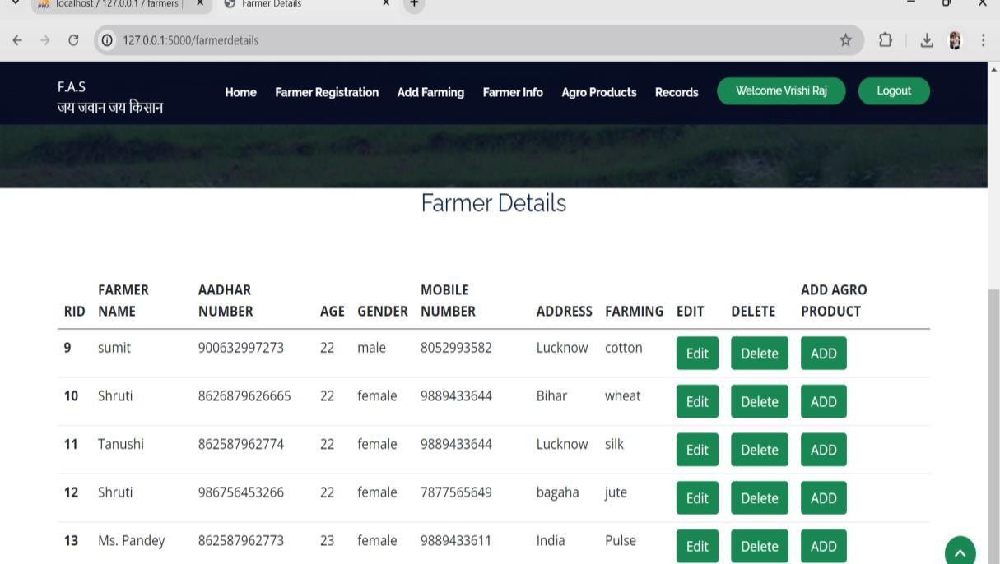 localhost / 127.0.0.1 / farmers
Farmer Details
127.0.0.1:5000/farmerdetails
F.A.S
जय जवान जय किसान
Home Farmer Registration Add Farming Farmer Info Agro Products Records Welcome Vrishi Raj Logout
Farmer Details
RID FARMER NAME AADHAR NUMBER AGE GENDER MOBILE NUMBER ADDRESS FARMING EDIT DELETE ADD AGRO PRODUCT
9 sumit 900632997273 22 male 8052993582 Lucknow cotton Edit Delete ADD
10 Shruti 8626879626665 22 female 9889433644 Bihar wheat Edit Delete ADD
11 Tanushi 862587962774 22 female 9889433644 Lucknow silk Edit Delete ADD
12 Shruti 986756453266 22 female 7877565649 bagaha jute Edit Delete ADD
13 Ms. Pandey 862587962773 23 female 9889433611 India Pulse Edit Delete ADD